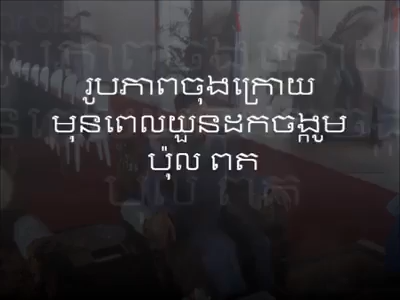 រូបភាពចុងក្រោយ
មុនពេលយួនដកចង្កូម
ប៉ុល ពត